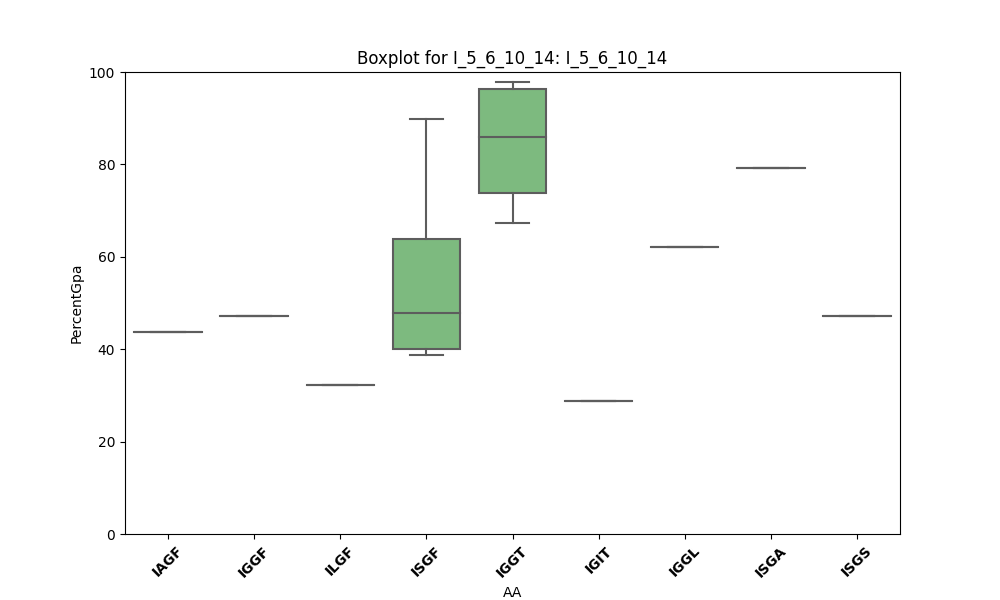 Boxplot for I_5_6_10_14: I_5_6_10_14
100
80
60
40
20
0
PercentGpa
IAGF IGGF ILGF ISGF IGGT IGIT IGGL ISGA ISGS
AA